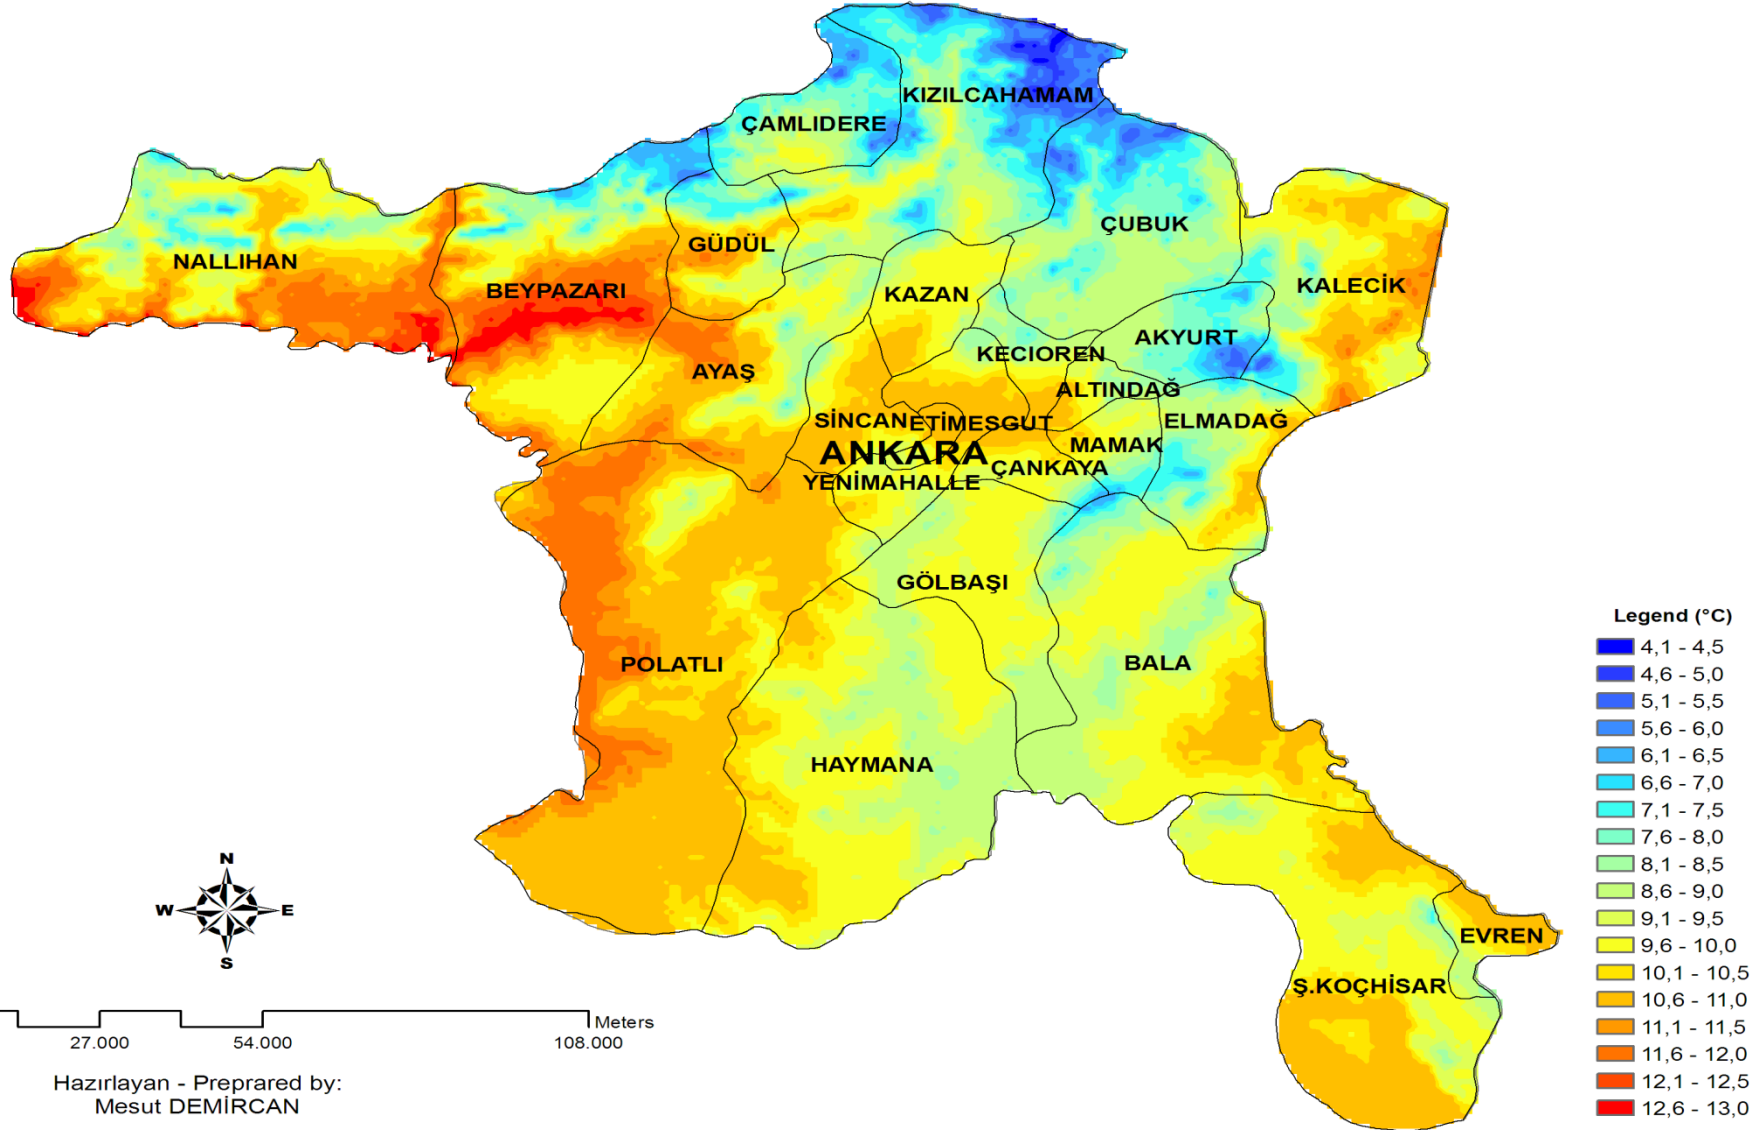 KIZILCAHAMAM
ÇAMLIDERE
ÇUBUK
GÜDÜL
NALLIHAN
KALECİK
BEYPAZARI
KAZAN
AKYURT
KECIOREN
AYAŞ
ALTINDAĞ
SİNCAN ETİMESGUT
ELMADAĞ
MAMAK
ANKARA
ÇANKAYA
YENİMAHALLE
GÖLBAŞI
POLATLI
BALA
HAYMANA
EVREN
Ş.KOÇHİSAR
N
W
E
S
Meters
27.000
54.000
108.000
Hazırlayan - Preprared by:
Mesut DEMİRCAN
Legend (°C)
4,1 - 4,5
4,6 - 5,0
5,1 - 5,5
5,6 - 6,0
6,1 - 6,5
6,6 - 7,0
7,1 - 7,5
7,6 - 8,0
8,1 - 8,5
8,6 - 9,0
9,1 - 9,5
9,6 - 10,0
10,1 - 10,5
10,6 - 11,0
11,1 - 11,5
11,6 - 12,0
12,1 - 12,5
12,6 - 13,0